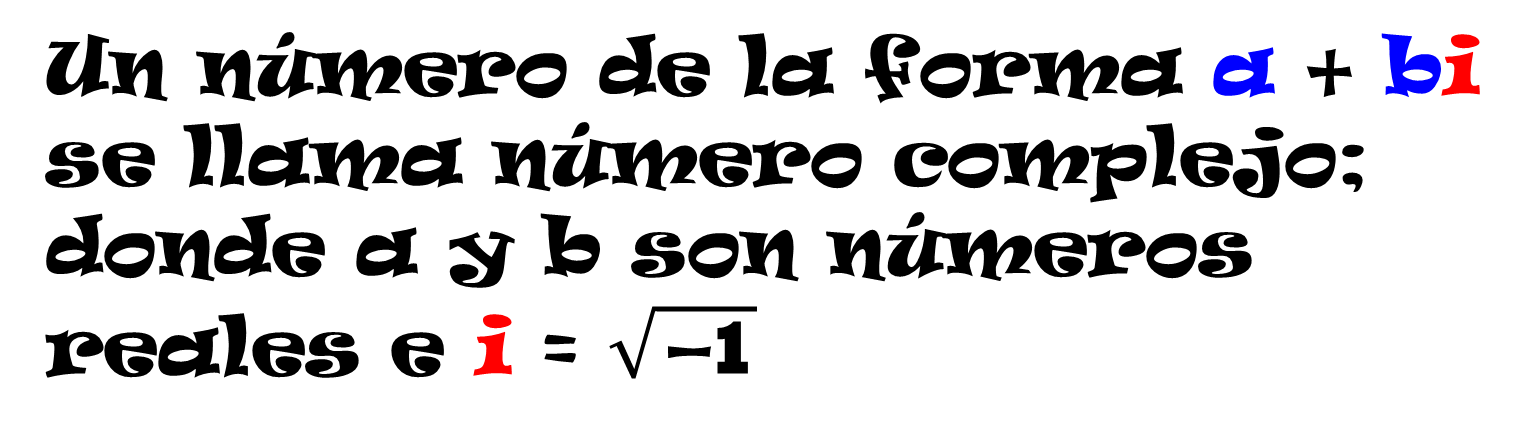 Un número de la forma a + bi
se llama número complejo;
donde a y b son números
reales e i = √−1